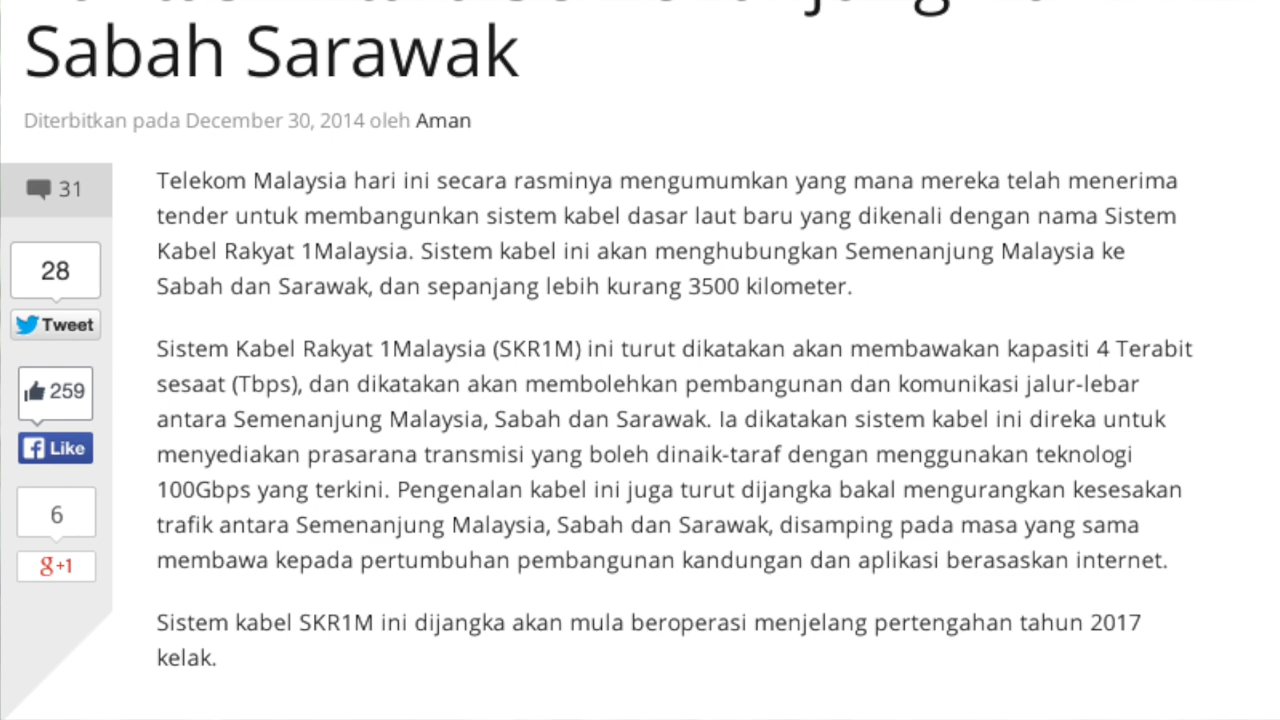 Sabah Sarawak
Diterbitkan pada December 30, 2014 oleh Aman
31
28
Tweet
259
Like
6
g+1
Telekom Malaysia hari ini secara rasminya mengumumkan yang mana mereka telah menerima
tender untuk membangunkan sistem kabel dasar laut baru yang dikenali dengan nama Sistem
Kabel Rakyat 1Malaysia. Sistem kabel ini akan menghubungkan Semenanjung Malaysia ke
Sabah dan Sarawak, dan sepanjang lebih kurang 3500 kilometer.
Sistem Kabel Rakyat 1Malaysia (SKR1M) ini turut dikatakan akan membawakan kapasiti 4 Terabit
sesaat (Tbps), dan dikatakan akan membolehkan pembangunan dan komunikasi jalur-lebar
antara Semenanjung Malaysia, Sabah dan Sarawak. Ia dikatakan sistem kabel ini direka untuk
menyediakan prasarana transmisi yang boleh dinaik-taraf dengan menggunakan teknologi
100Gbps yang terkini. Pengenalan kabel ini juga turut dijangka bakal mengurangkan kesesakan
trafik antara Semenanjung Malaysia, Sabah dan Sarawak, disamping pada masa yang sama
membawa kepada pertumbuhan pembangunan kandungan dan aplikasi berasaskan internet.
Sistem kabel SKR1M ini dijangka akan mula beroperasi menjelang pertengahan tahun 2017
kelak.